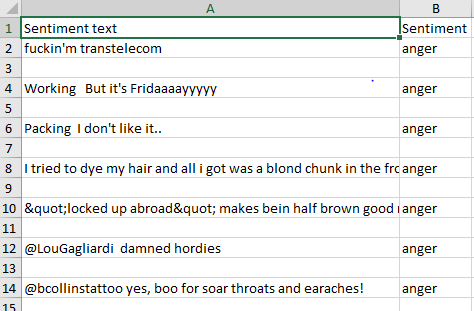 A B
1 Sentiment text Sentiment
2 fuckin'm transtelecom anger
3
4 Working   But it's Fridaaaayyyyy anger
5
6 Packing  I don't like it.. anger
7
8 I tried to dye my hair and all i got was a blond chunk in the fro anger
9
10 &quot;locked up abroad&quot; makes bein half brown good anger
11
12 @LouGagliardi  damned hordies anger
13
14 @bcollinstattoo yes, boo for soar throats and earaches! anger
15